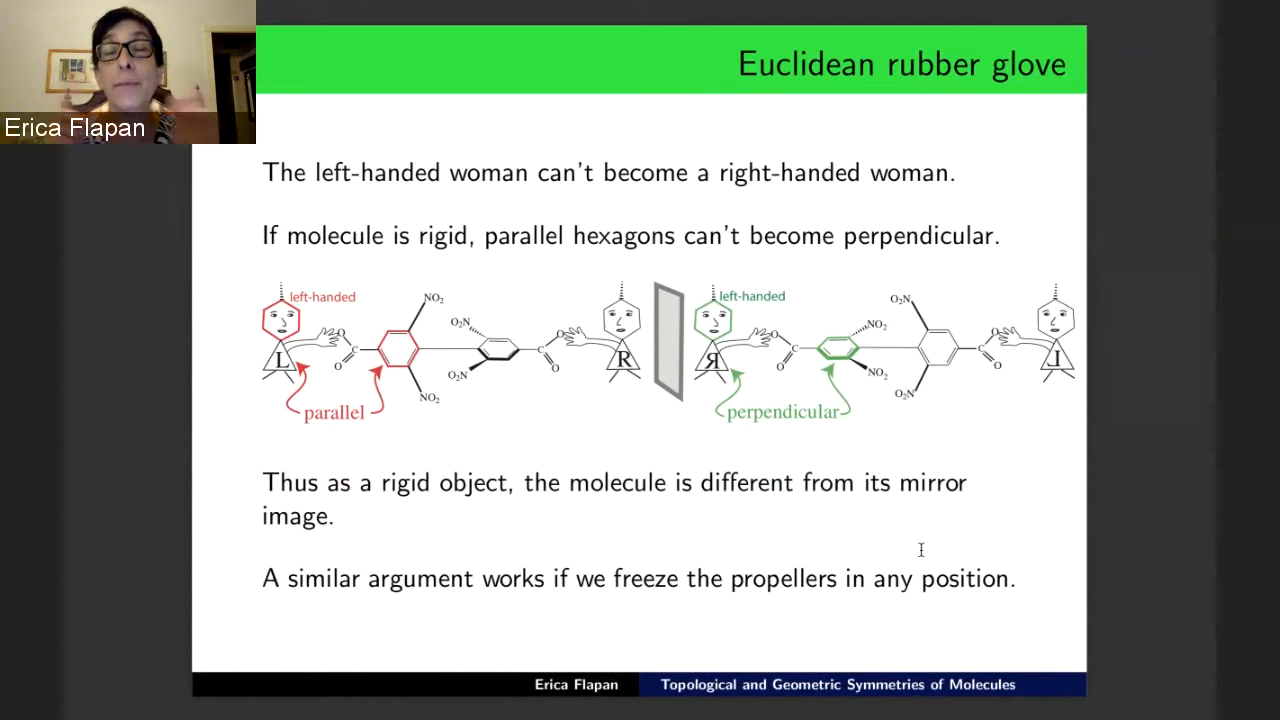 Erica Flapan
Euclidean rubber glove
The left-handed woman can't become a right-handed woman.
If molecule is rigid, parallel hexagons can't become perpendicular.
left-handed
NO2
O2N
O
C
O
L
NO2
O2N
C
O
O
R
parallel
left-handed
O
C
O
Я
NO2
NO2
O2N
O2N
C
O
O
I
perpendicular
Thus as a rigid object, the molecule is different from its mirror
image.
A similar argument works if we freeze the propellers in any position.
Erica Flapan
Topological and Geometric Symmetries of Molecules